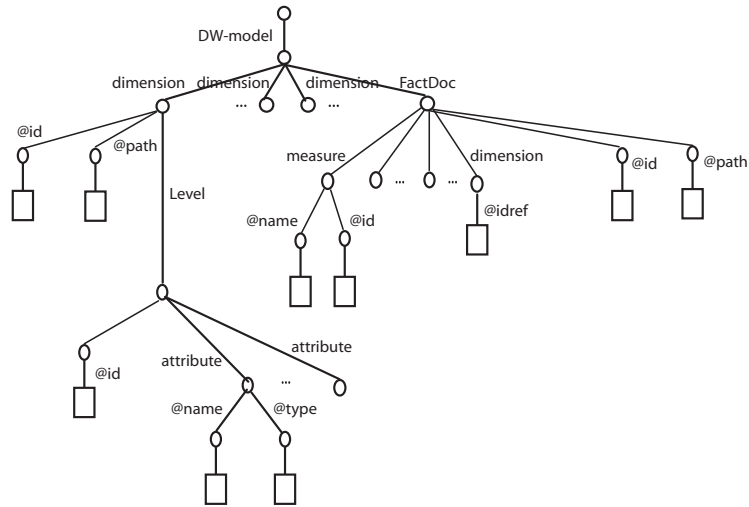 DW-model
dimension dimension dimension FactDoc
... ...
@id @path measure dimension @id @path
Level ... ...
@name @id @idref
attribute attribute
@id ...
@name @type